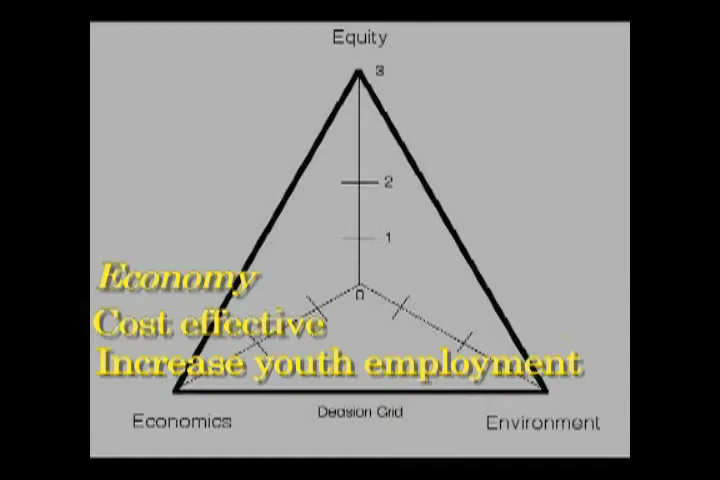 Equity
3
2
1
Economy
0
Cost effective
Increase youth employment
Economics
Decision Grid
Environment